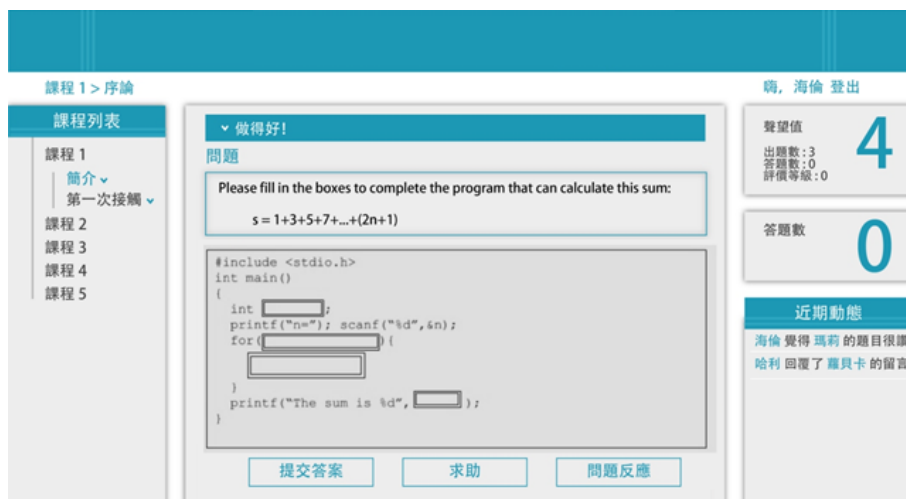 課程 1 > 序論
嗨, 海倫 登出
課程列表
課程 1
簡介
第一次接觸
課程 2
課程 3
課程 4
課程 5
做得好!
問題
Please fill in the boxes to complete the program that can calculate this sum:
s = 1+3+5+7+...+(2n+1)
#include <stdio.h>
int main()
{
int ;
printf("n="); scanf("%d",&n);
for( ){
}
printf("The sum is %d", );
}
提交答案 求助 問題反應
聲望值
4
出題數 : 3
答題數 : 0
評價等級 : 0
答題數
0
近期動態
海倫 覺得 瑪莉 的題目很讚
哈利 回覆了 蘿貝卡 的留言